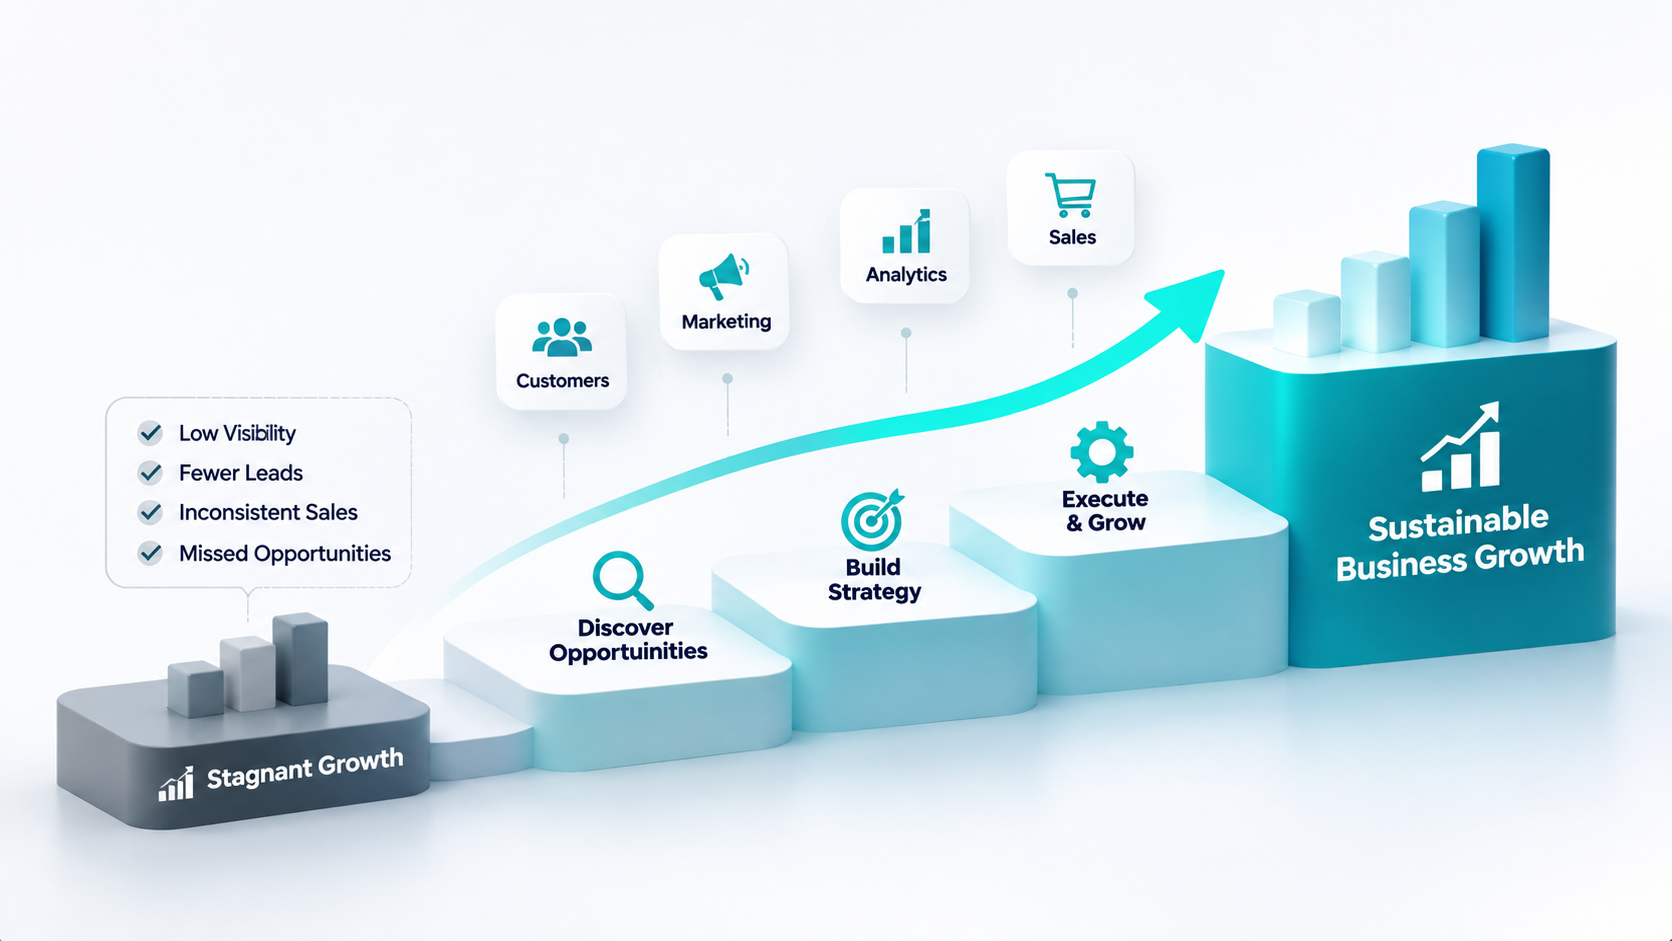 Low Visibility
Fewer Leads
Inconsistent Sales
Missed Opportunities
Stagnant Growth
Customers
Marketing
Analytics
Sales
Discover
Opportuinities
Build
Strategy
Execute
& Grow
Sustainable
Business Growth